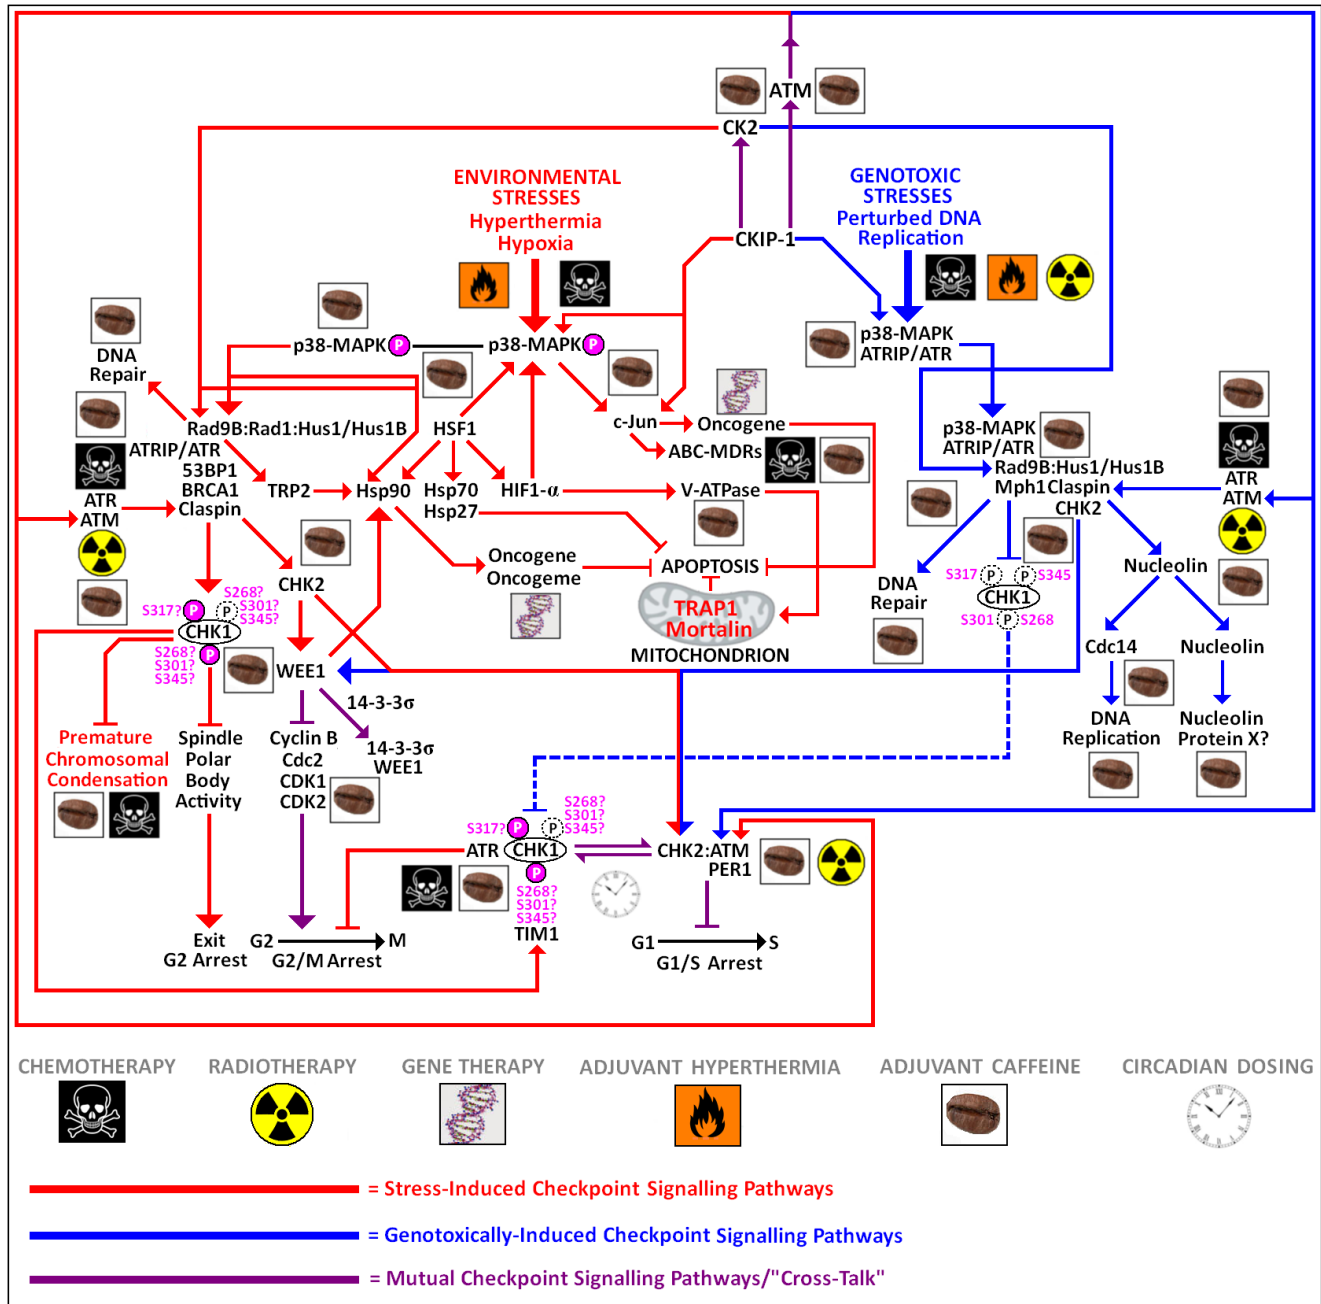 ATM
CK2
ENVIRONMENTAL
STRESSES
Hyperthermia
Hypoxia
GENOTOXIC
STRESSES
Perturbed DNA
Replication
CKIP-1
p38-MAPK P
p38-MAPK P
p38-MAPK
ATRIP/ATR
DNA
Repair
Rad9B:Rad1:Hus1/Hus1B
ATRIP/ATR
53BP1
BRCA1
Claspin
ATR
ATM
TRP2
HSF1
Hsp90
Hsp70
Hsp27
HIF1-α
c-Jun
Oncogene
ABC-MDRs
V-ATPase
p38-MAPK
ATRIP/ATR
Rad9B:Hus1/Hus1B
Mph1 Claspin
CHK2
ATR
ATM
Oncogene
Oncogeme
APOPTOSIS
TRAP1
Mortalin
MITOCHONDRION
CHK2
DNA
Repair
S317 P P S345
CHK1
S301 P S268
Nucleolin
Cdc14
Nucleolin
DNA
Replication
Nucleolin
Protein X?
S268?
S317? P P S301?
S345?
CHK1
S268? P
S301?
S345?
WEE1
14-3-3σ
14-3-3σ
WEE1
Premature
Chromosomal
Condensation
Spindle
Polar
Body
Activity
Cyclin B
Cdc2
CDK1
CDK2
S268?
S301?
S317? P P S345?
ATR CHK1
P
S268?
S301?
S345?
TIM1
CHK2:ATM
PER1
Exit
G2 Arrest
G2 M
G2/M Arrest
G1 S
G1/S Arrest
CHEMOTHERAPY
RADIOTHERAPY
GENE THERAPY
ADJUVANT HYPERTHERMIA
ADJUVANT CAFFEINE
CIRCADIAN DOSING
= Stress-Induced Checkpoint Signalling Pathways
= Genotoxically-Induced Checkpoint Signalling Pathways
= Mutual Checkpoint Signalling Pathways/"Cross-Talk"